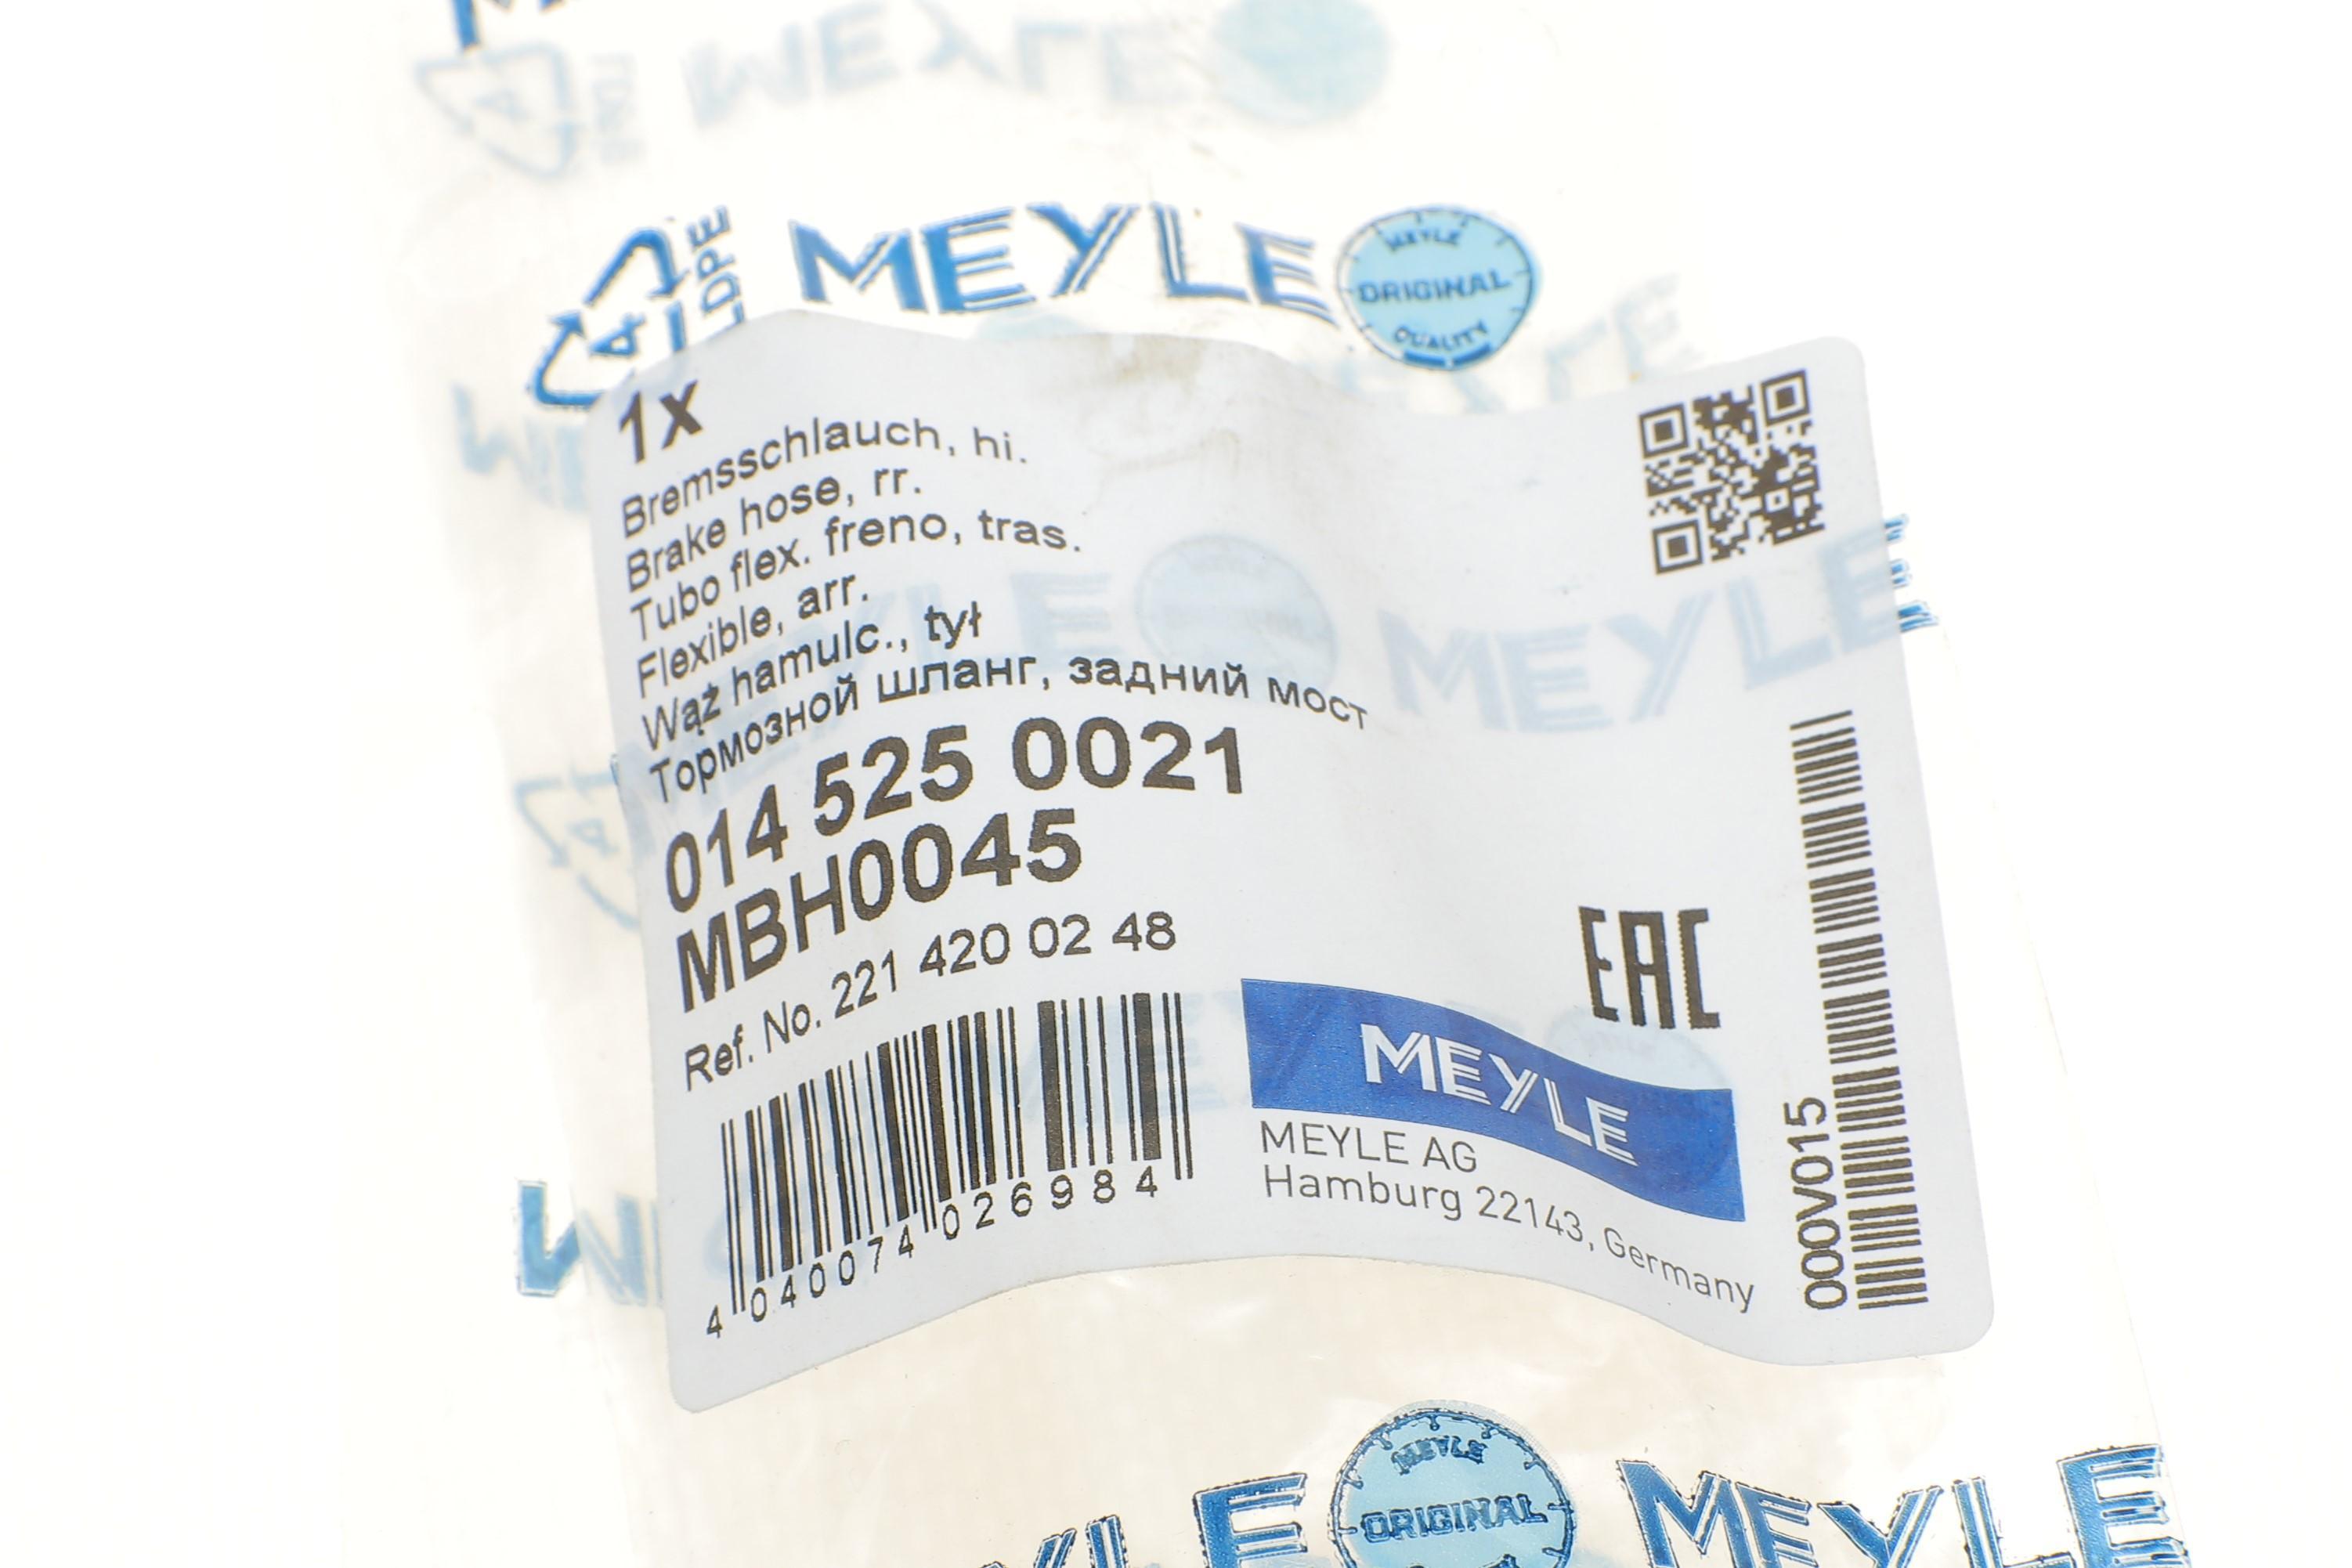 LDPE
4
MEYLE
MEYLE
ORIGINAL
QUALITY
1x
Bremsschlauch, hi.
Brake hose, rr.
Tubo flex. freno, tras.
Flexible, arr.
Wąż hamulc., tył
Тормозной шланг, задний мост
014 525 0021
MBH0045
Ref. No. 221 420 02 48
4 040074 026984
EAC
MEYLE
MEYLE AG
Hamburg 22143, Germany
000V015
MEYLE
MEYLE
ORIGINAL
MEYLE